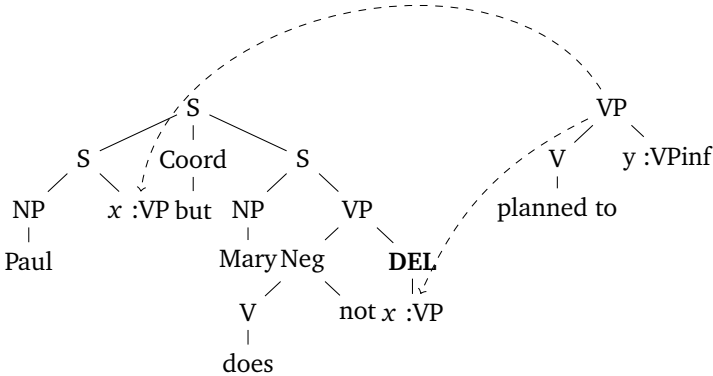 S VP
S Coord S V y :VPinf
NP x :VP but NP VP planned to
Paul Mary Neg DEL
V not x :VP
does